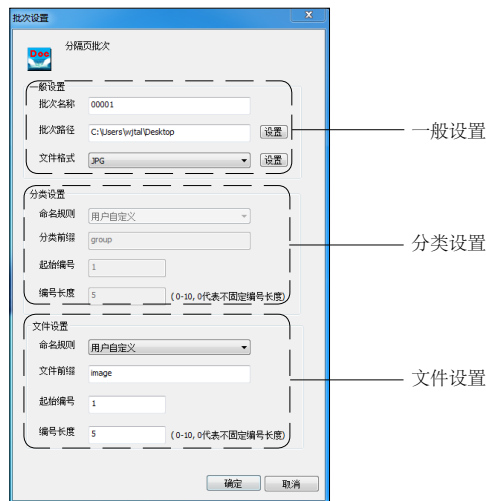 批次设置
x
Doc
分隔页批次
一般设置
批次名称 00001
批次路径 C:\Users\wjtal\Desktop 设置
文件格式 JPG 设置
一般设置
分类设置
命名规则 用户自定义
分类前缀 group
起始编号 1
编号长度 5 (0-10, 0代表不固定编号长度)
分类设置
文件设置
命名规则 用户自定义
文件前缀 image
起始编号 1
编号长度 5 (0-10, 0代表不固定编号长度)
文件设置
确定 取消